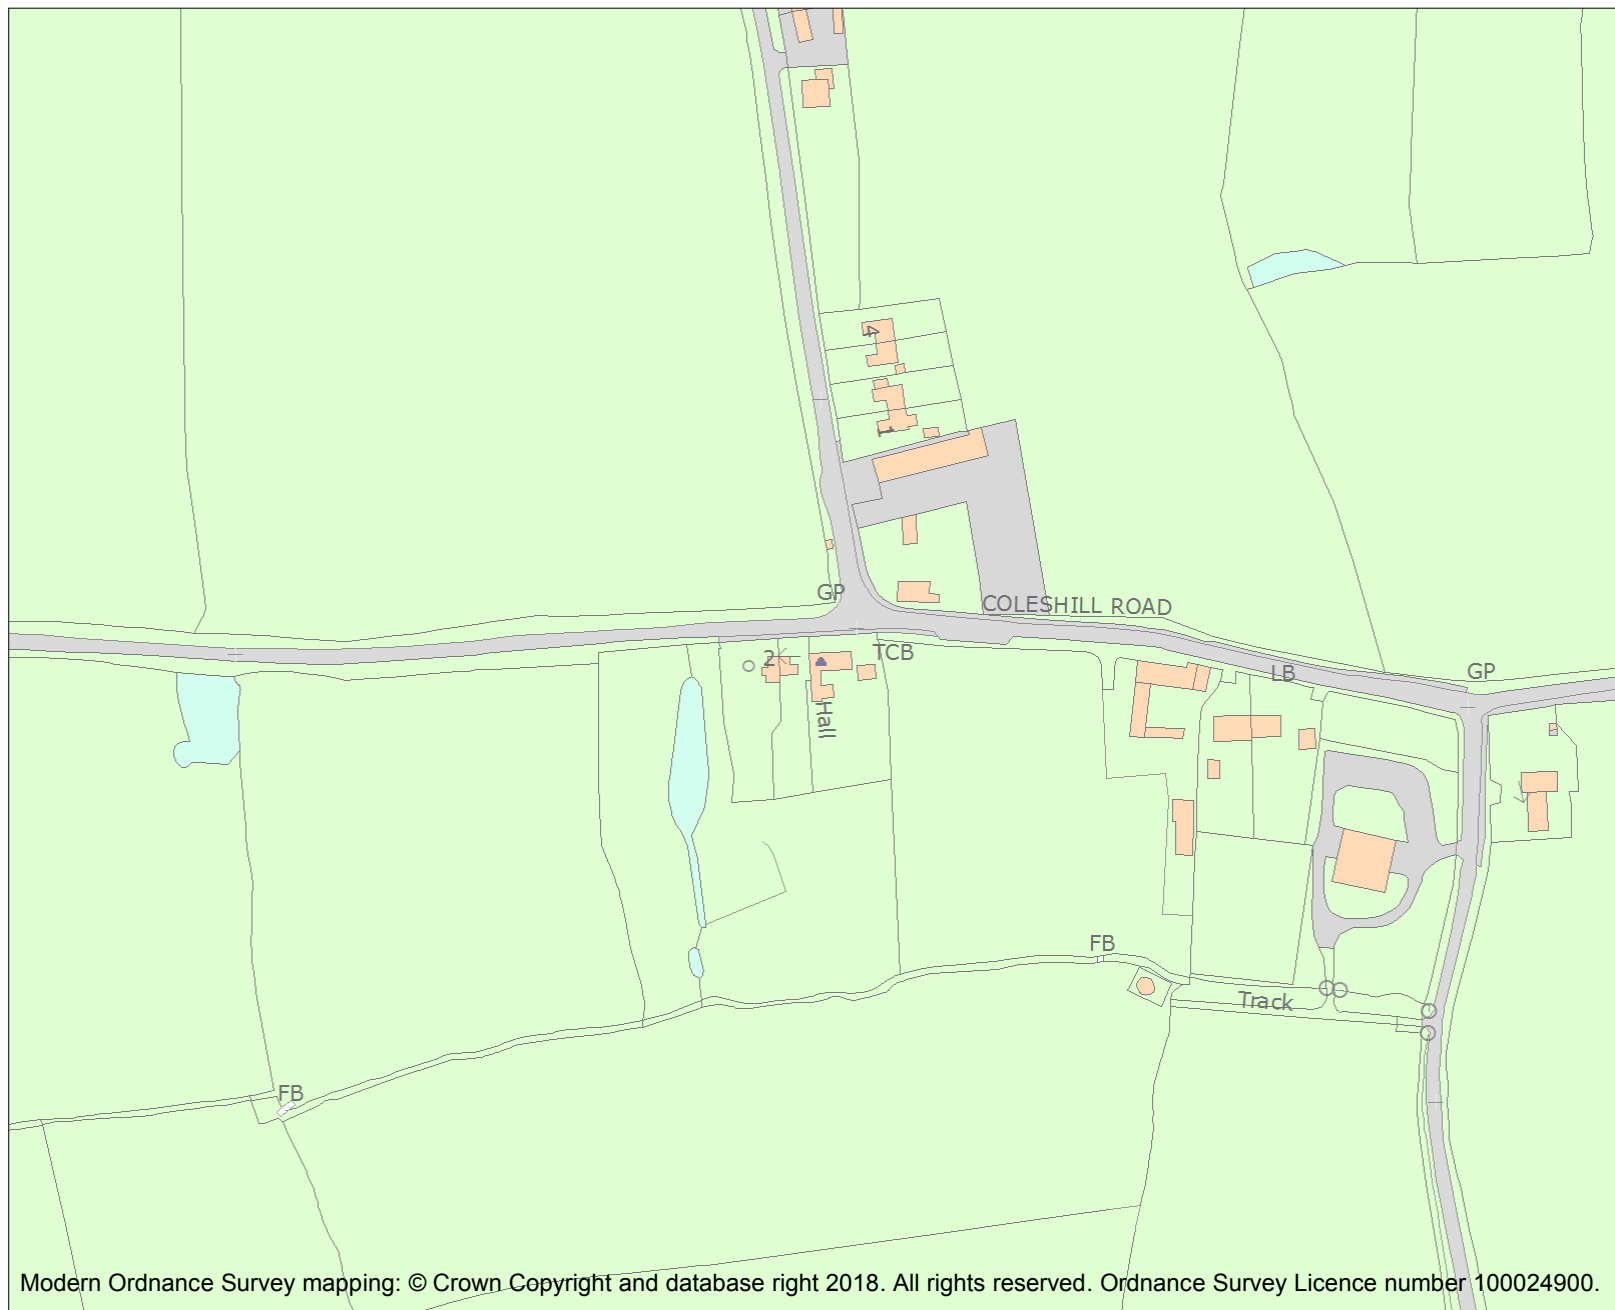 4
1
GP
COLESHILL ROAD
2
TCB
LB
GP
Hall
FB
Track
FB
Modern Ordnance Survey mapping: © Crown Copyright and database right 2018. All rights reserved. Ordnance Survey Licence number 100024900.